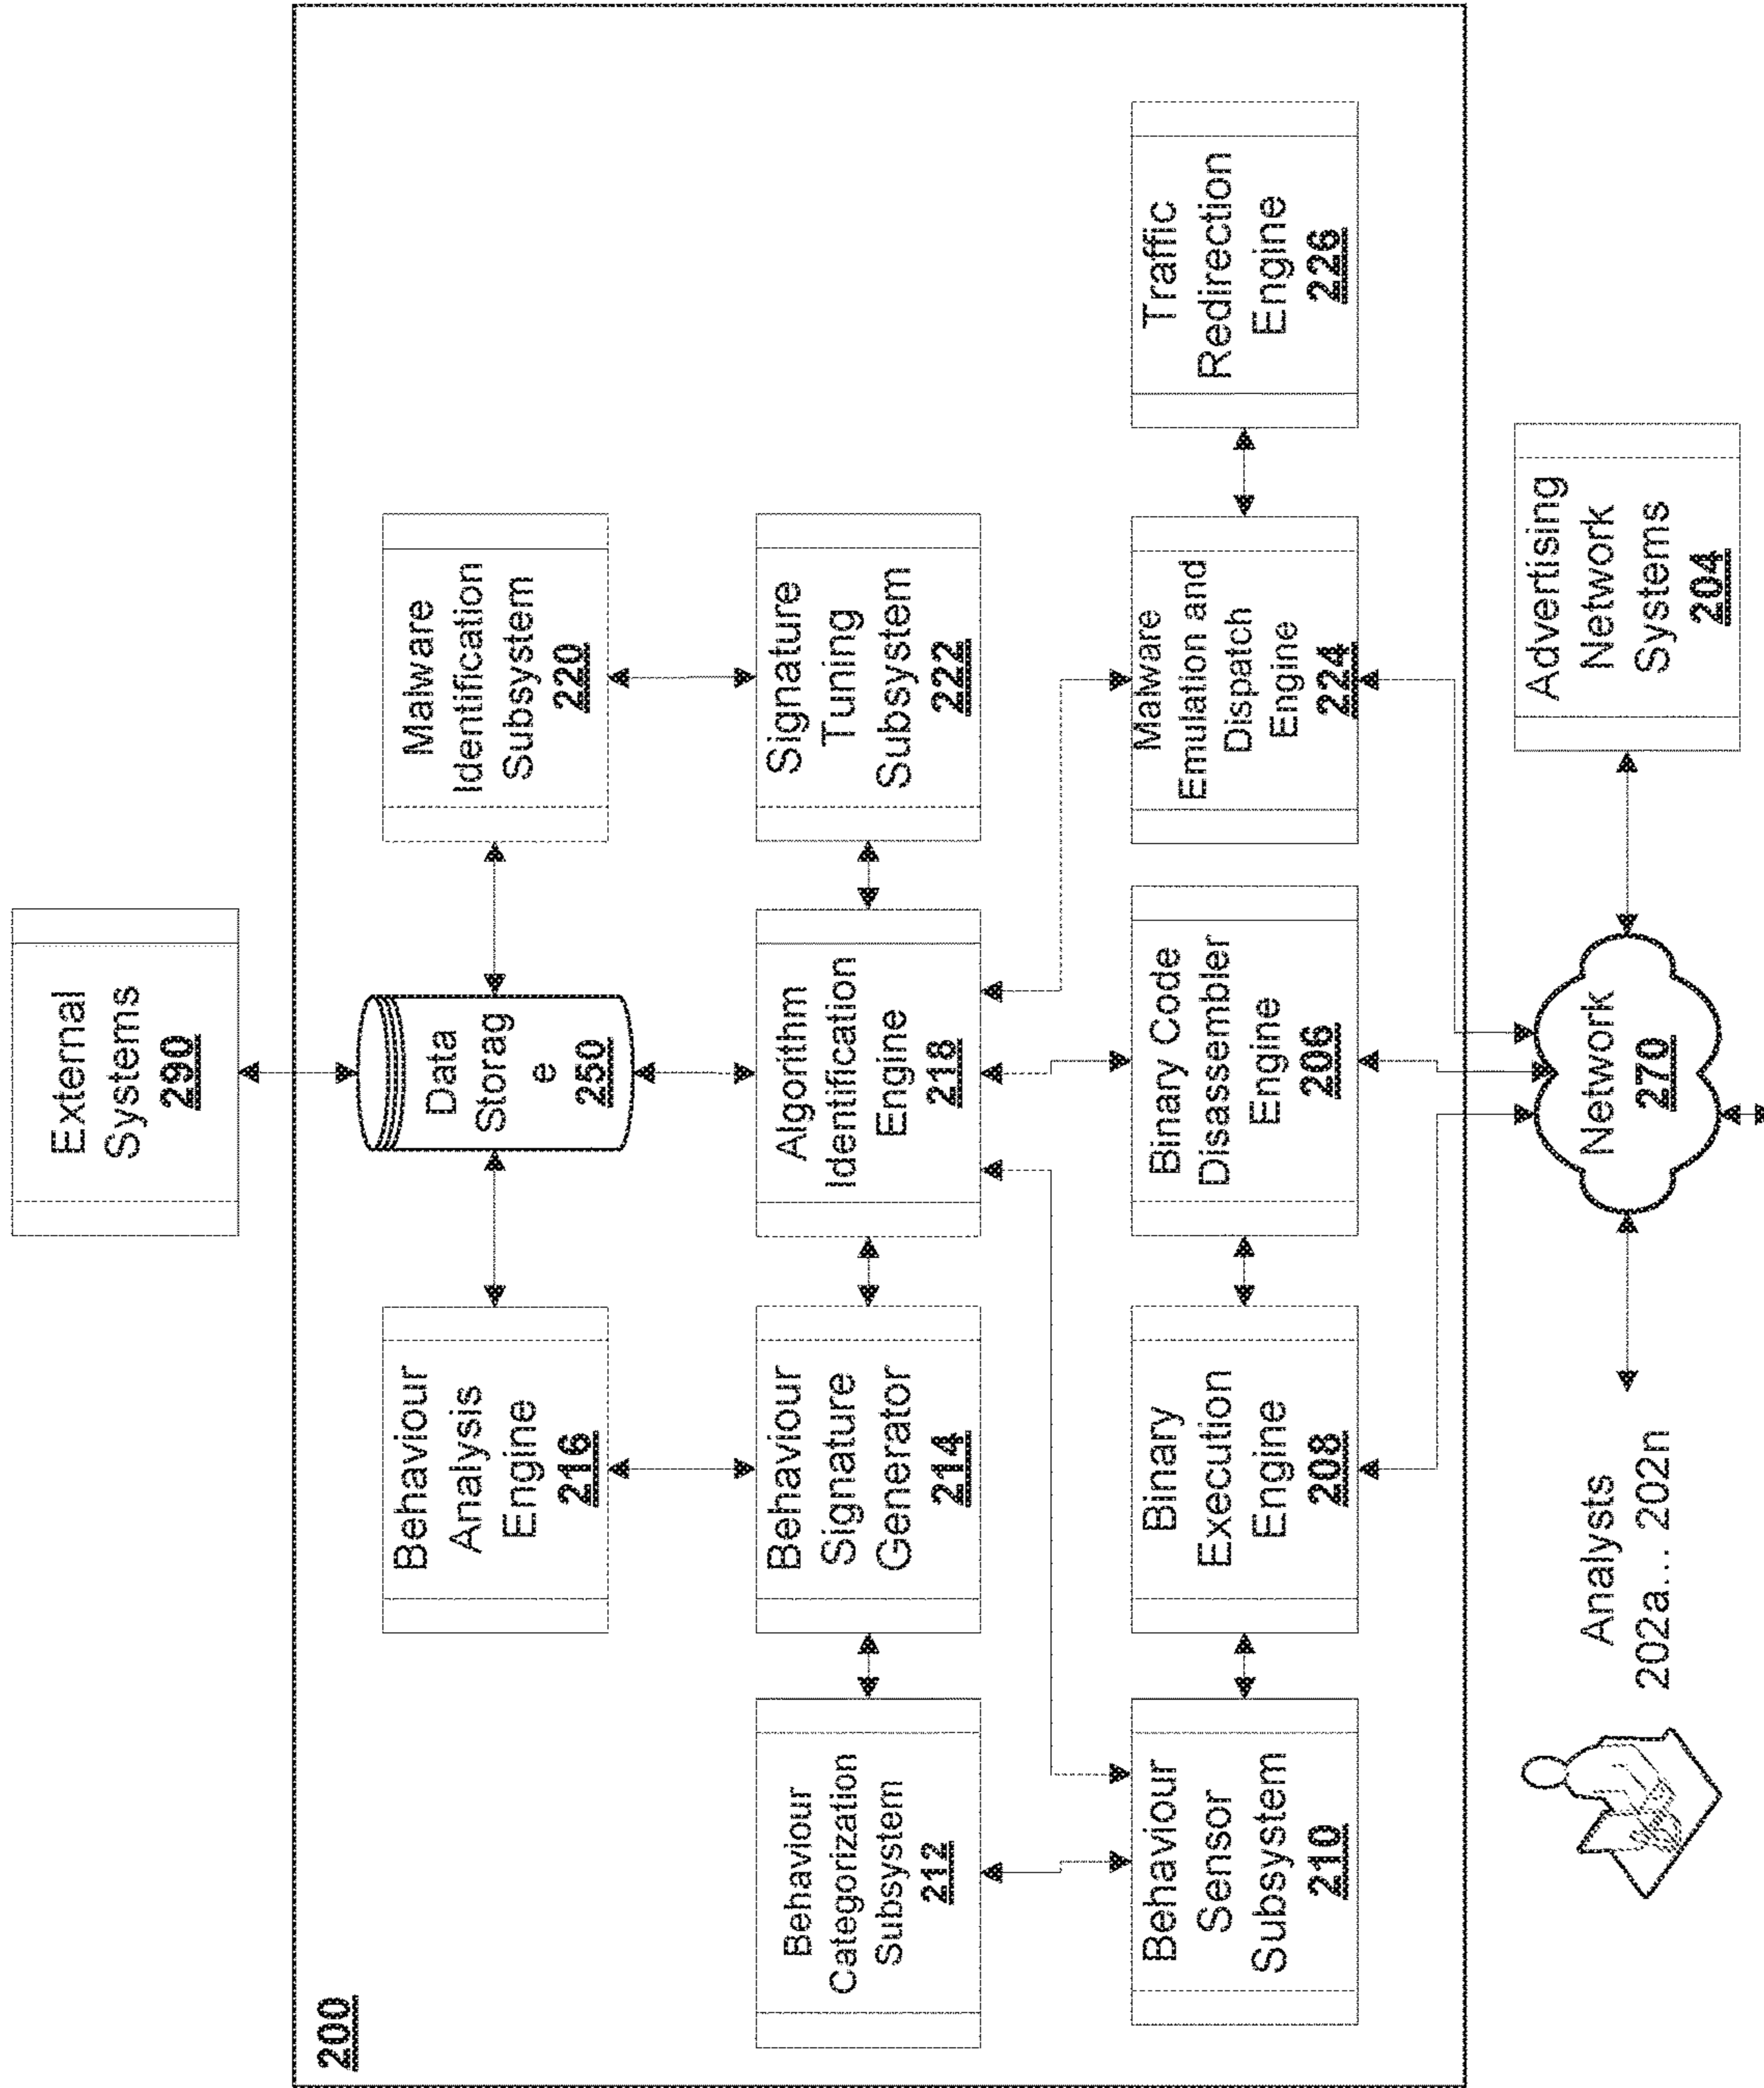 200
External
Systems
290
Behaviour
Analysis
Engine
216
Data
Storag
e
250
Malware
Identification
Subsystem
220
Behaviour
Categorization
Subsystem
212
Behaviour
Signature
Generator
214
Algorithm
Identification
Engine
218
Signature
Tuning
Subsystem
222
Behaviour
Sensor
Subsystem
210
Binary
Execution
Engine
208
Binary Code
Disassembler
Engine
206
Malware
Emulation and
Dispatch
Engine
224
Traffic
Redirection
Engine
226
Analysts
202a... 202n
Network
270
Advertising
Network
Systems
204